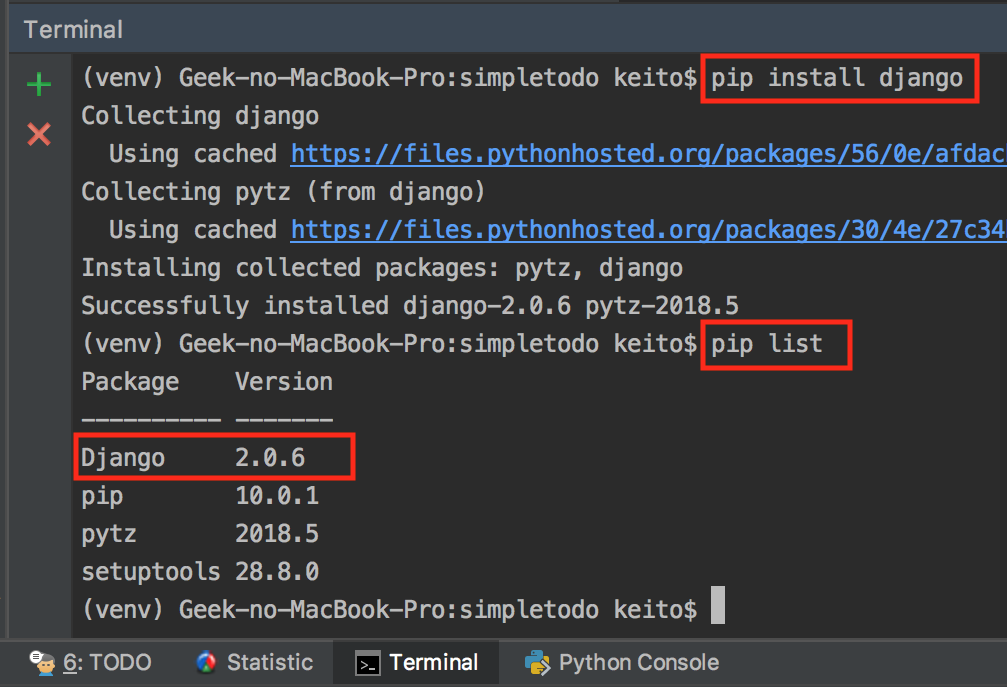 Terminal
(venv) Geek-no-MacBook-Pro:simpletodo keito$ pip install django
Collecting django
Using cached https://files.pythonhosted.org/packages/56/0e/afdac
Collecting pytz (from django)
Using cached https://files.pythonhosted.org/packages/30/4e/27c34
Installing collected packages: pytz, django
Successfully installed django-2.0.6 pytz-2018.5
(venv) Geek-no-MacBook-Pro:simpletodo keito$ pip list
Package    Version
---------- -------
Django     2.0.6
pip        10.0.1
pytz       2018.5
setuptools 28.8.0
(venv) Geek-no-MacBook-Pro:simpletodo keito$
6: TODO Statistic Terminal Python Console